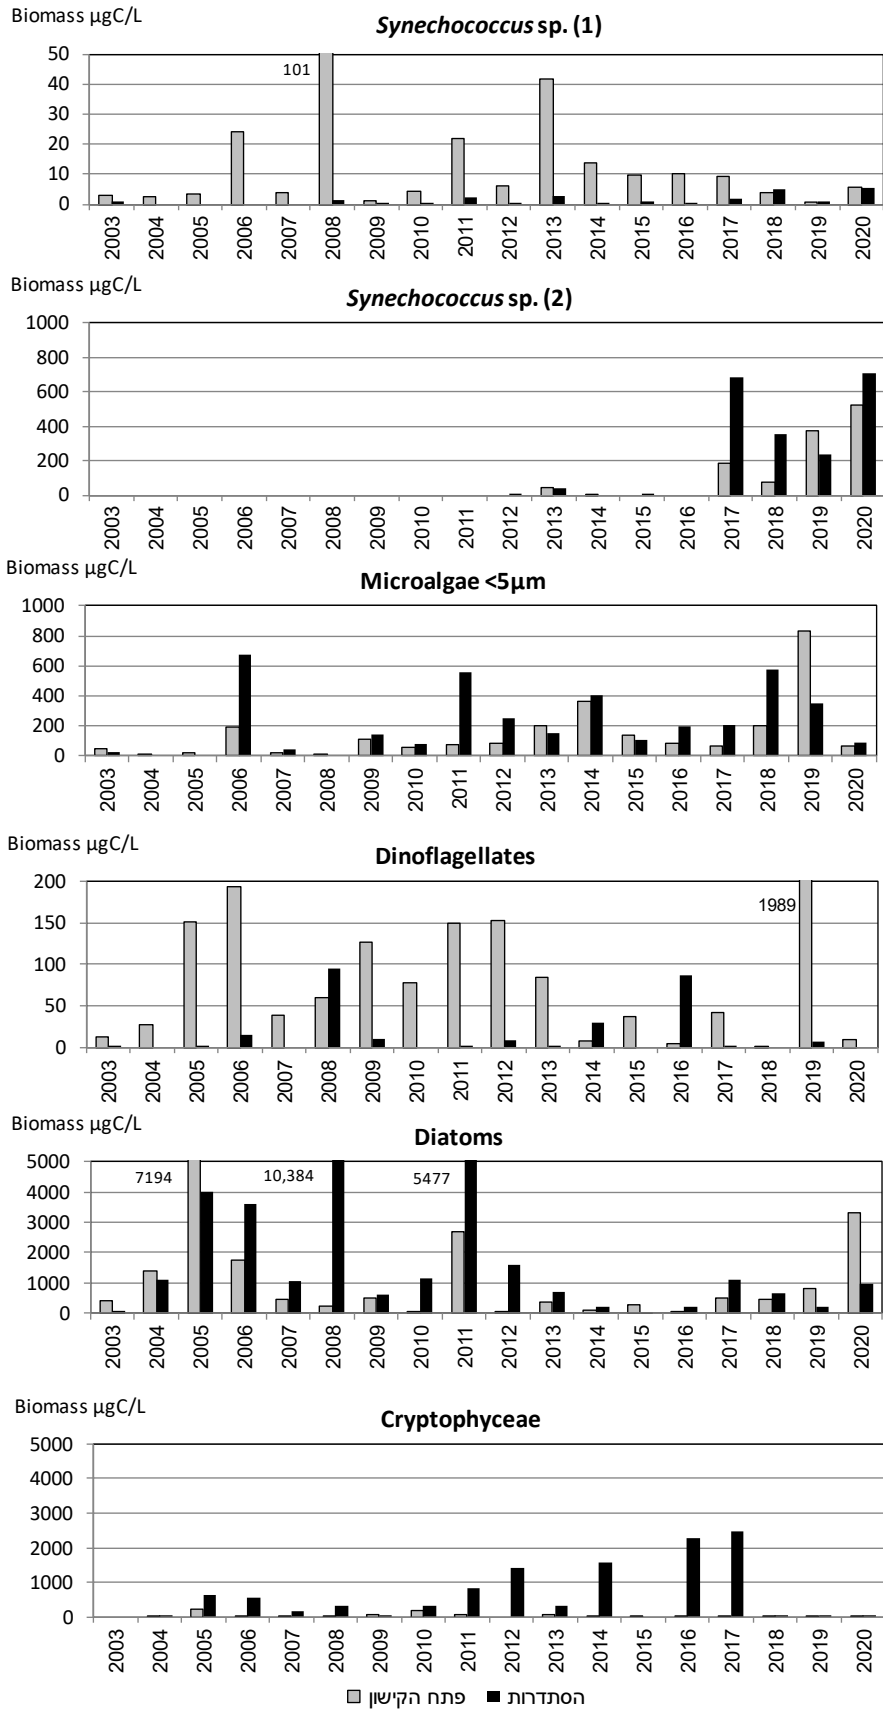 Biomass µgC/L
Synechococcus sp. (1)
50
40
30
20
10
0
101
2003 2004 2005 2006 2007 2008 2009 2010 2011 2012 2013 2014 2015 2016 2017 2018 2019 2020
Biomass µgC/L
Synechococcus sp. (2)
1000
800
600
400
200
0
2003 2004 2005 2006 2007 2008 2009 2010 2011 2012 2013 2014 2015 2016 2017 2018 2019 2020
Biomass µgC/L
Microalgae <5µm
1000
800
600
400
200
0
2003 2004 2005 2006 2007 2008 2009 2010 2011 2012 2013 2014 2015 2016 2017 2018 2019 2020
Biomass µgC/L
Dinoflagellates
200
150
100
50
0
1989
2003 2004 2005 2006 2007 2008 2009 2010 2011 2012 2013 2014 2015 2016 2017 2018 2019 2020
Biomass µgC/L
Diatoms
5000
4000
3000
2000
1000
0
7194 10,384 5477
2003 2004 2005 2006 2007 2008 2009 2010 2011 2012 2013 2014 2015 2016 2017 2018 2019 2020
Biomass µgC/L
Cryptophyceae
5000
4000
3000
2000
1000
0
2003 2004 2005 2006 2007 2008 2009 2010 2011 2012 2013 2014 2015 2016 2017 2018 2019 2020
פתח הקישון
הסתדרות